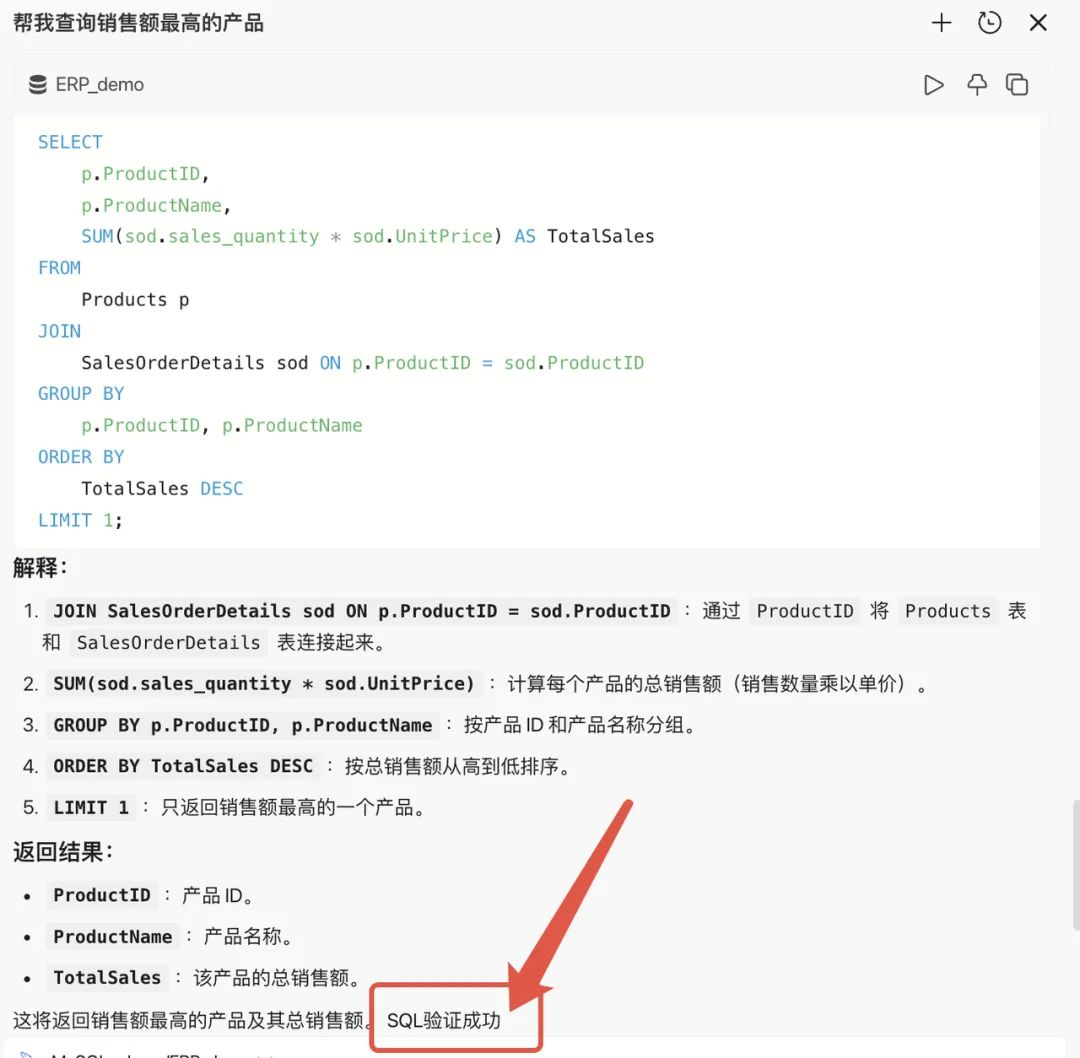 帮我查询销售额最高的产品
ERP_demo
SELECT
p.ProductID,
p.ProductName,
SUM(sod.sales_quantity * sod.UnitPrice) AS TotalSales
FROM
Products p
JOIN
SalesOrderDetails sod ON p.ProductID = sod.ProductID
GROUP BY
p.ProductID, p.ProductName
ORDER BY
TotalSales DESC
LIMIT 1;
解释：
1. JOIN SalesOrderDetails sod ON p.ProductID = sod.ProductID ：通过 ProductID 将 Products 表
和 SalesOrderDetails 表连接起来。
2. SUM(sod.sales_quantity * sod.UnitPrice) ：计算每个产品的总销售额（销售数量乘以单价）。
3. GROUP BY p.ProductID, p.ProductName ：按产品 ID 和产品名称分组。
4. ORDER BY TotalSales DESC ：按总销售额从高到低排序。
5. LIMIT 1 ：只返回销售额最高的一个产品。
返回结果：
• ProductID ：产品 ID。
• ProductName ：产品名称。
• TotalSales ：该产品的总销售额。
这将返回销售额最高的产品及其总销售额。 SQL验证成功